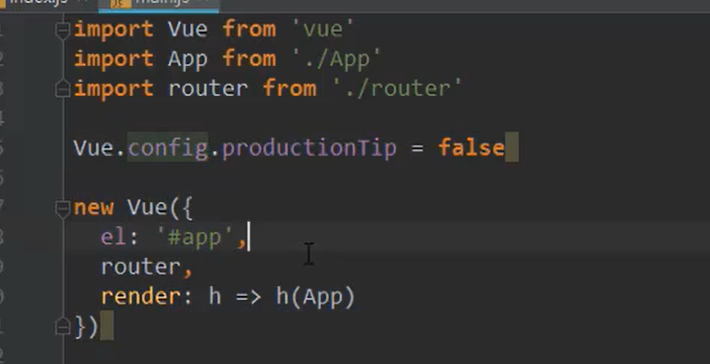 index.js main.js
import Vue from 'vue'
import App from './App'
import router from './router'
Vue.config.productionTip = false
new Vue({
el: '#app',
router,
render: h => h(App)
})